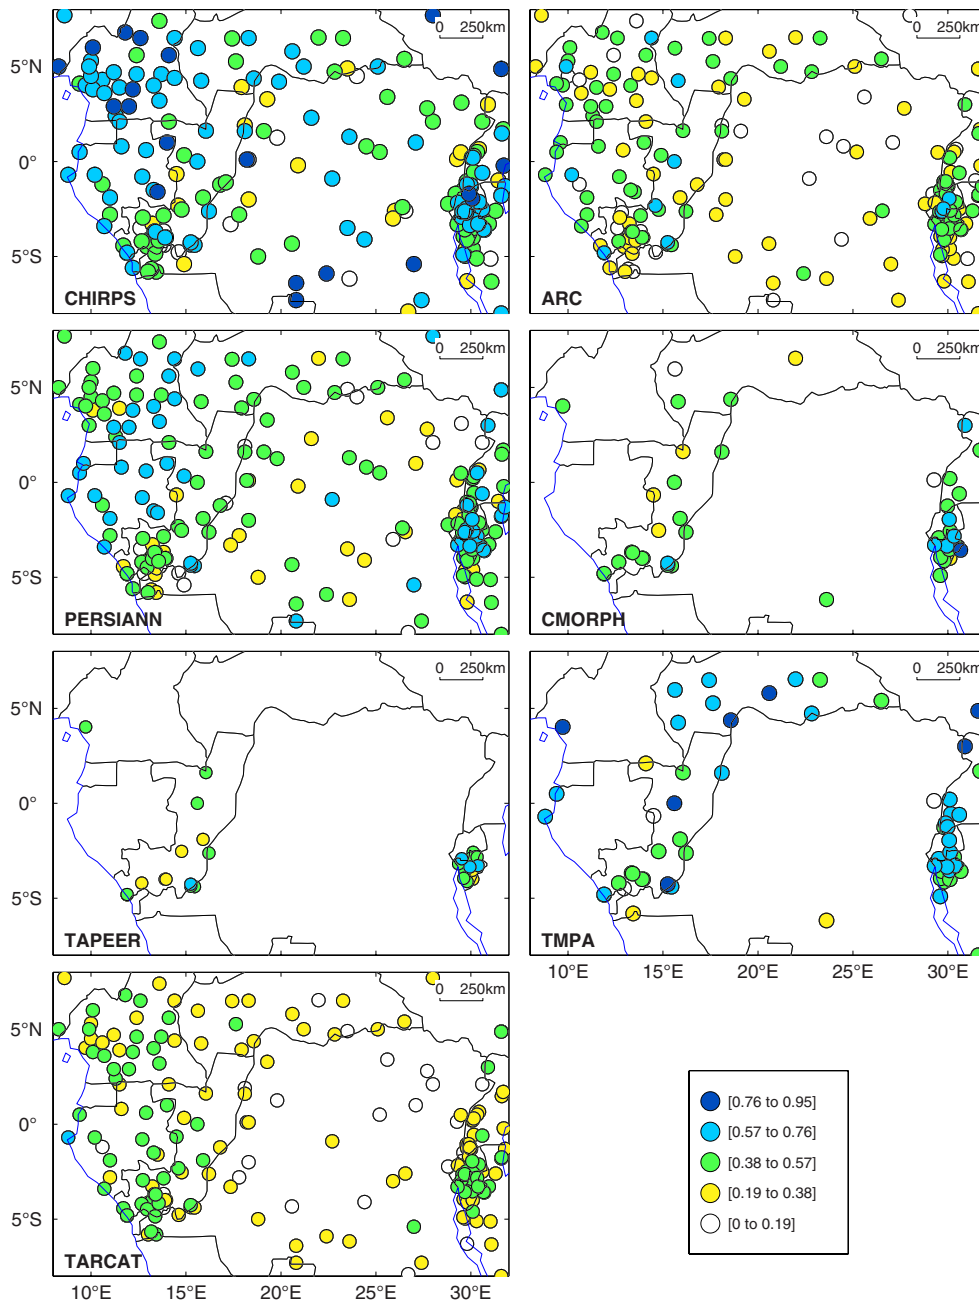 0 250km
0 250km
5°N
0°
5°S
CHIRPS
ARC
0 250km
0 250km
5°N
0°
5°S
PERSIANN
CMORPH
0 250km
0 250km
5°N
0°
5°S
TAPEER
TMPA
10°E 15°E 20°E 25°E 30°E
0 250km
5°N
0°
5°S
TARCAT
10°E 15°E 20°E 25°E 30°E
[0.76 to 0.95]
[0.57 to 0.76]
[0.38 to 0.57]
[0.19 to 0.38]
[0 to 0.19]